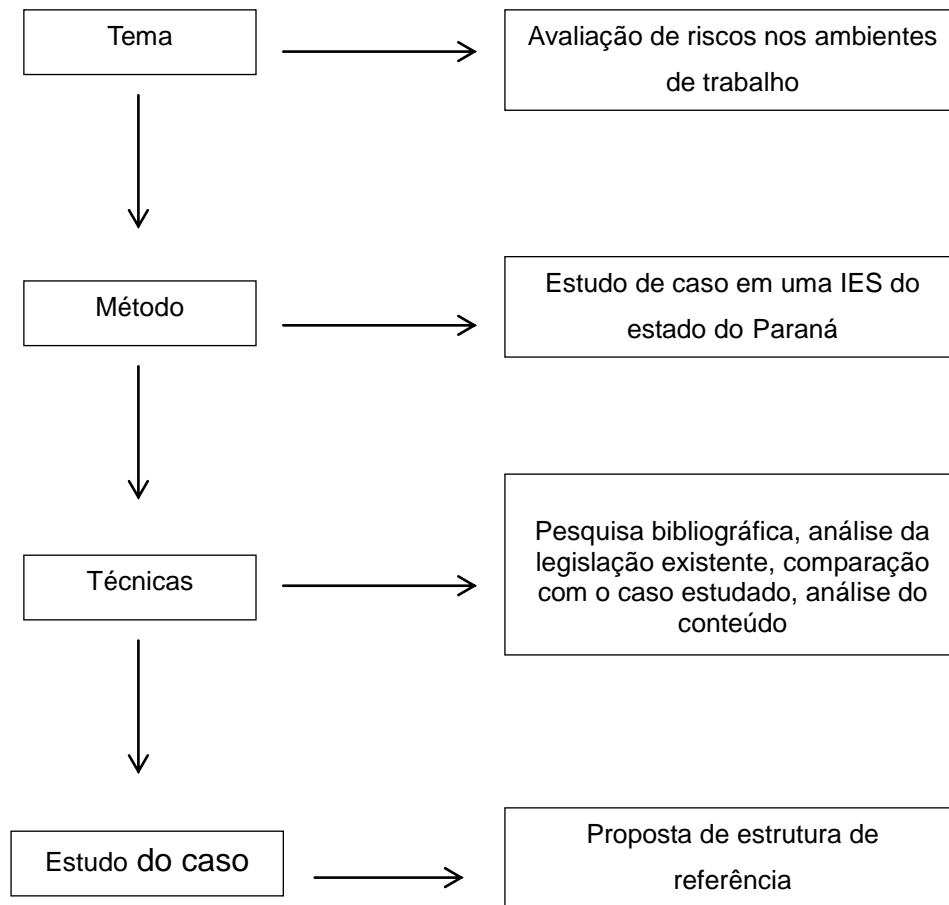 Tema
Avaliação de riscos nos ambientes
de trabalho
Método
Estudo de caso em uma IES do
estado do Paraná
Técnicas
Pesquisa bibliográfica, análise da
legislação existente, comparação
com o caso estudado, análise do
conteúdo
Estudo do caso
Proposta de estrutura de
referência